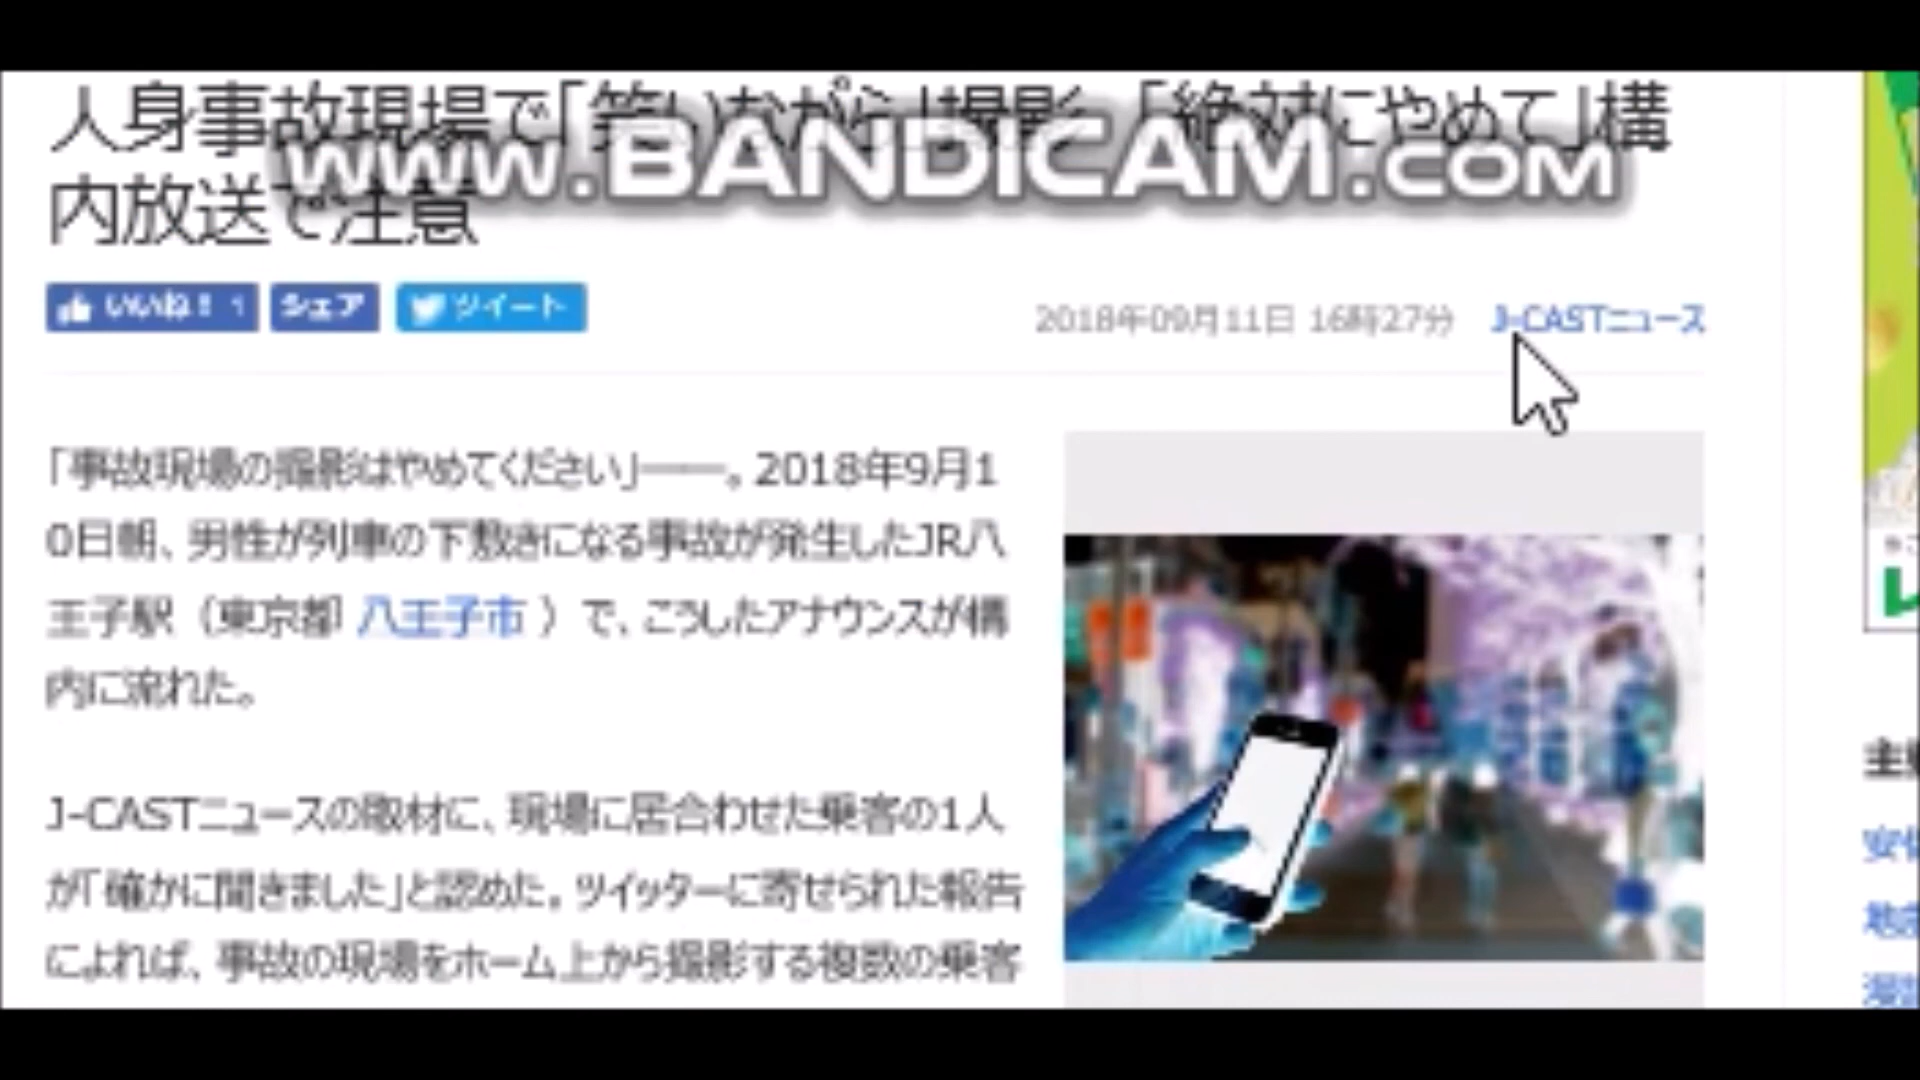 人身事故現場で「笑いながら」撮影 「絶対にやめて」構
内放送で注意
www.BANDICAM.com
いいね! 1
シェア
ツイート
2018年09月11日 16時27分
J-CASTニュース
「事故現場の撮影はやめてください」――。2018年9月1
0日朝、男性が列車の下敷きになる事故が発生したJR八
王子駅（東京都 八王子市 ）で、こうしたアナウンスが構
内に流れた。
J-CASTニュースの取材に、現場に居合わせた乗客の1人
が「確かに聞きました」と認めた。ツイッターに寄せられた報告
によれば、事故の現場をホーム上から撮影する複数の乗客
主
安
地
漫